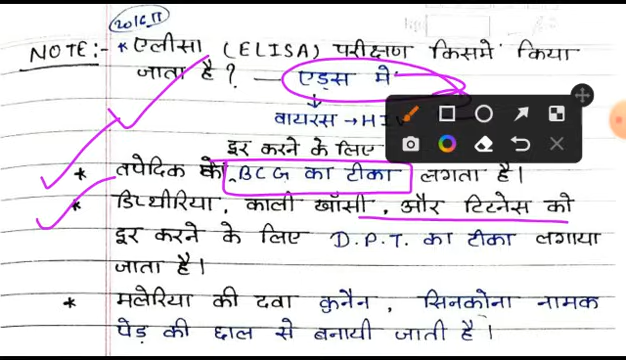 2016 II
NOTE:- * एलीसा (ELISA) परीक्षण किसमें किया
जाता है? — एड्स में
वायरस → HIV
दूर करने के लिए
* तपेदिक को BCG का टीका लगता है।
* डिप्थीरिया, काली खाँसी, और टिटनेस को
दूर करने के लिए D.P.T. का टीका लगाया
जाता है।
* मलेरिया की दवा कुनैन, सिनकोना नामक
पेड़ की छाल से बनायी जाती है।